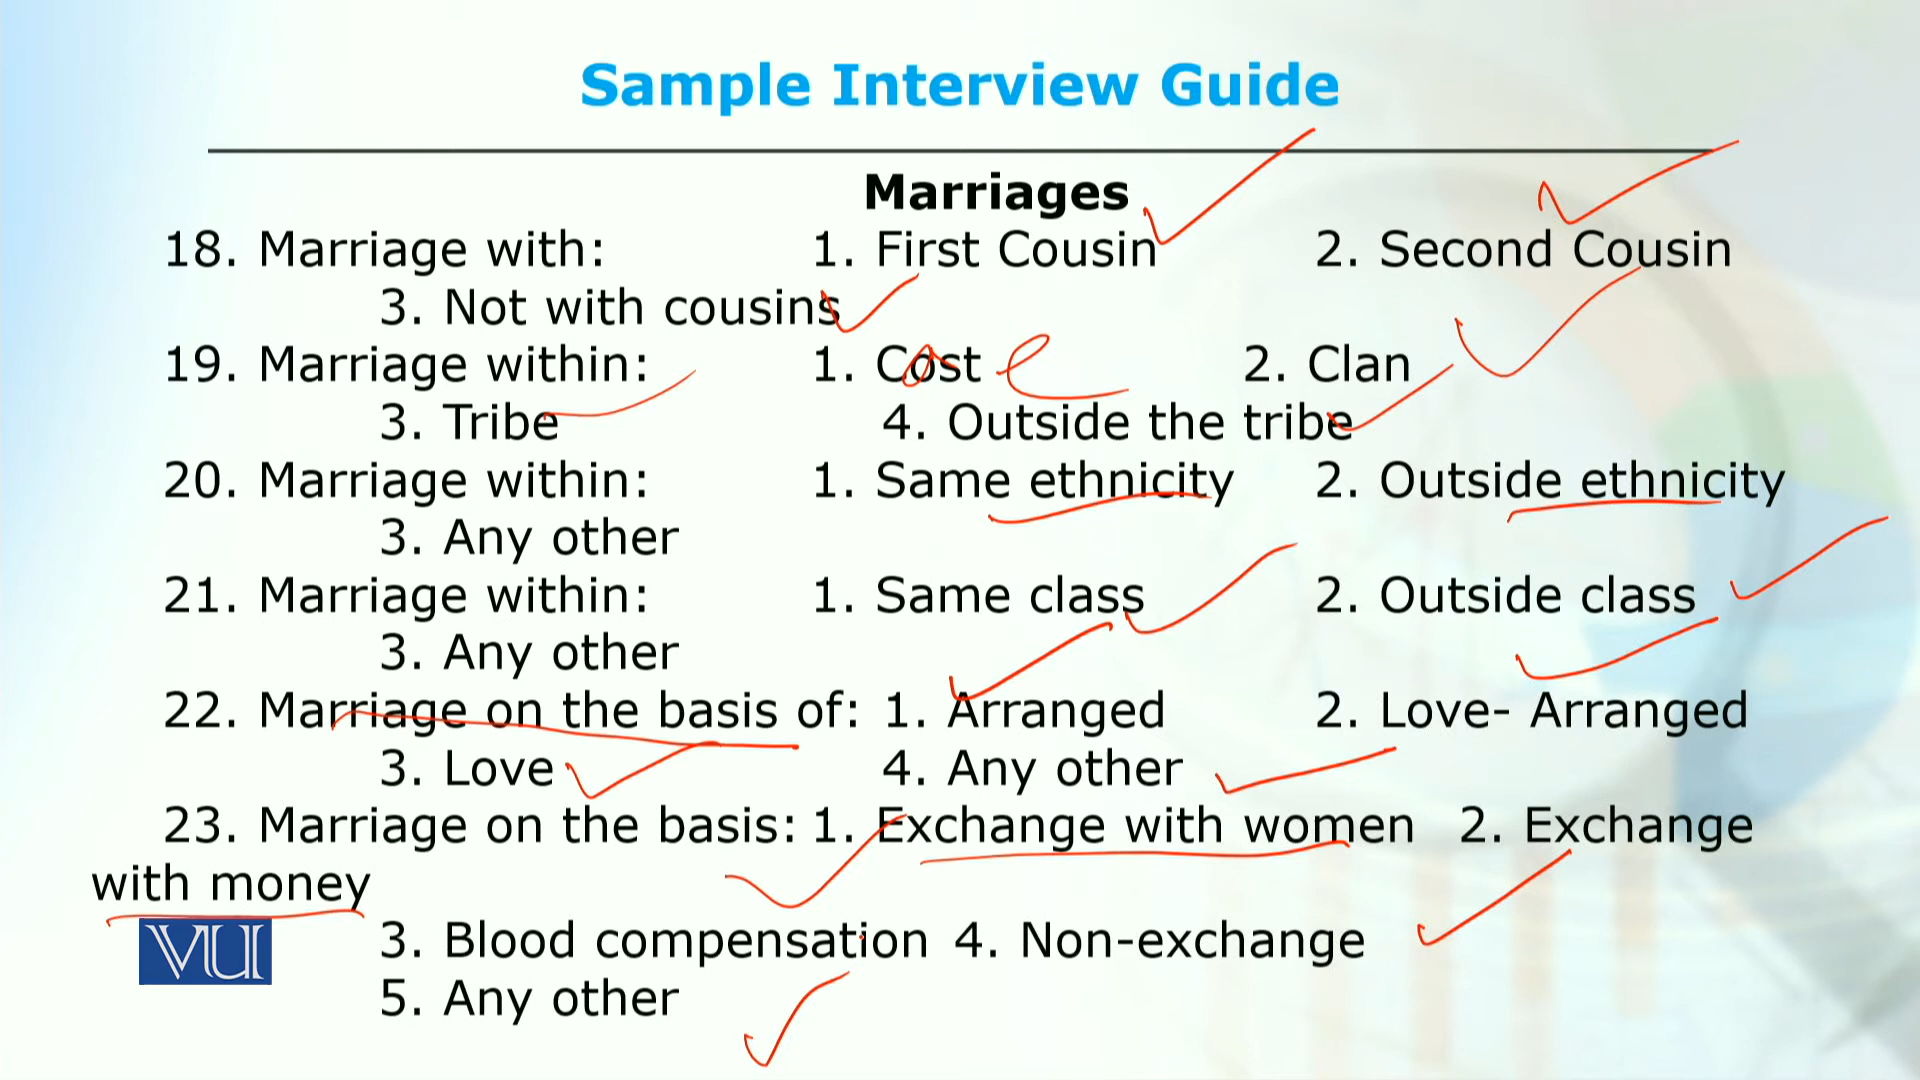 Sample Interview Guide
Marriages
18. Marriage with: 1. First Cousin 2. Second Cousin
3. Not with cousins
19. Marriage within: 1. Cost e 2. Clan
3. Tribe 4. Outside the tribe
20. Marriage within: 1. Same ethnicity 2. Outside ethnicity
3. Any other
21. Marriage within: 1. Same class 2. Outside class
3. Any other
22. Marriage on the basis of: 1. Arranged 2. Love- Arranged
3. Love 4. Any other
23. Marriage on the basis: 1. Exchange with women 2. Exchange
with money
3. Blood compensation 4. Non-exchange
5. Any other
VU